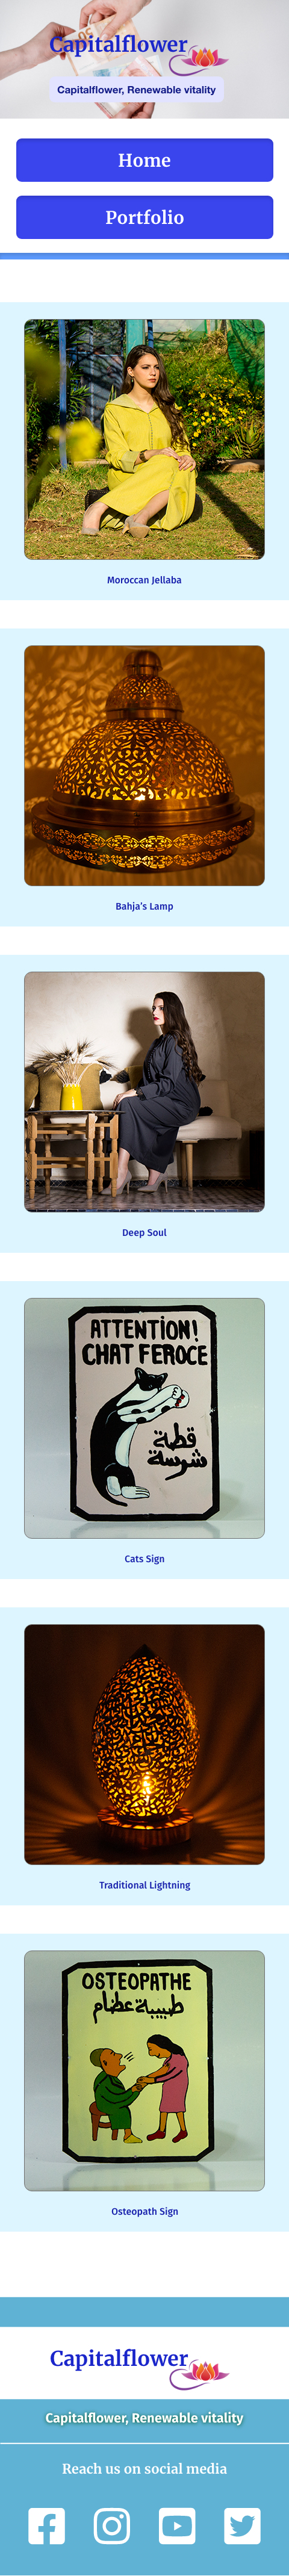 Capitalflower
Capitalflower, Renewable vitality
Home
Portfolio
Moroccan Jellaba
Bahja's Lamp
Deep Soul
ATTENTION!
CHAT FEROCE
قطة
شرسة
Cats Sign
Traditional Lightning
OSTEOPATHE
طبيبة عظام
Osteopath Sign
Capitalflower
Capitalflower, Renewable vitality
Reach us on social media